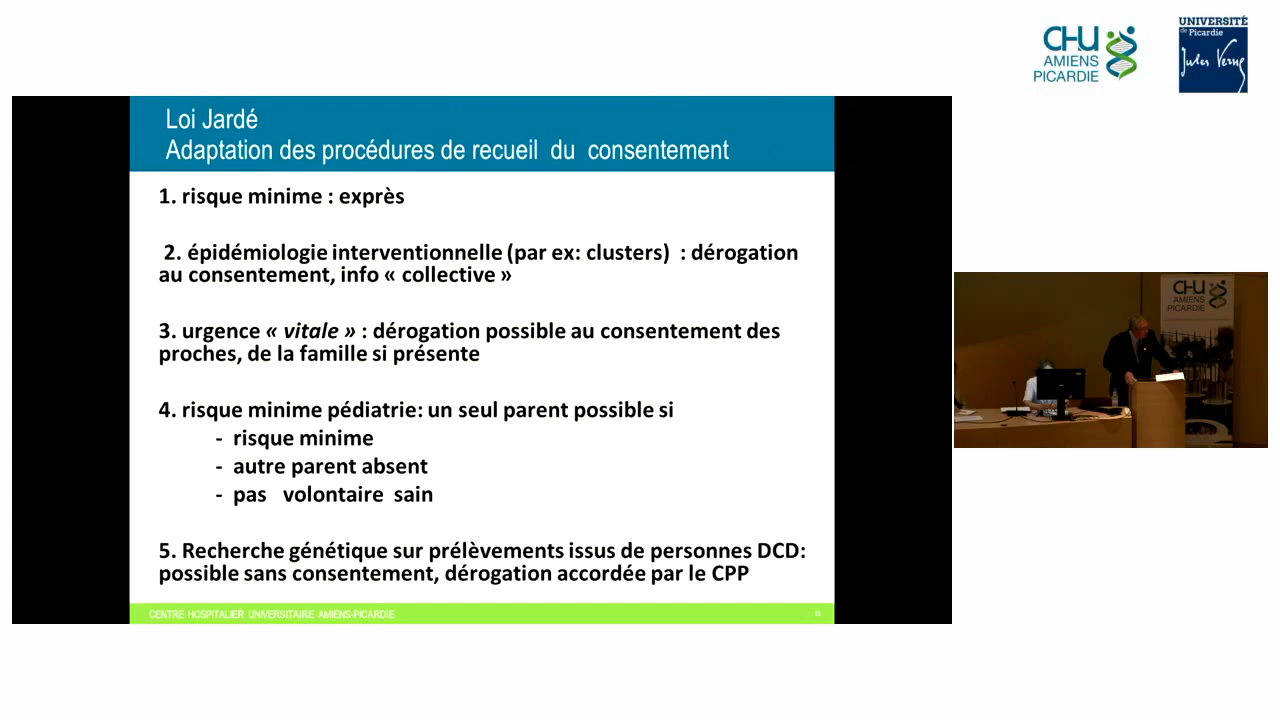 CHU
AMIENS
PICARDIE
UNIVERSITÉ
de Picardie
Jules Verne
Loi Jardé
Adaptation des procédures de recueil du consentement
1. risque minime : exprès
2. épidémiologie interventionnelle (par ex: clusters) : dérogation
au consentement, info « collective »
3. urgence « vitale » : dérogation possible au consentement des
proches, de la famille si présente
4. risque minime pédiatrie: un seul parent possible si
- risque minime
- autre parent absent
- pas volontaire sain
5. Recherche génétique sur prélèvements issus de personnes DCD:
possible sans consentement, dérogation accordée par le CPP
CENTRE HOSPITALIER UNIVERSITAIRE AMIENS-PICARDIE
CHU
AMIENS
PICARDIE